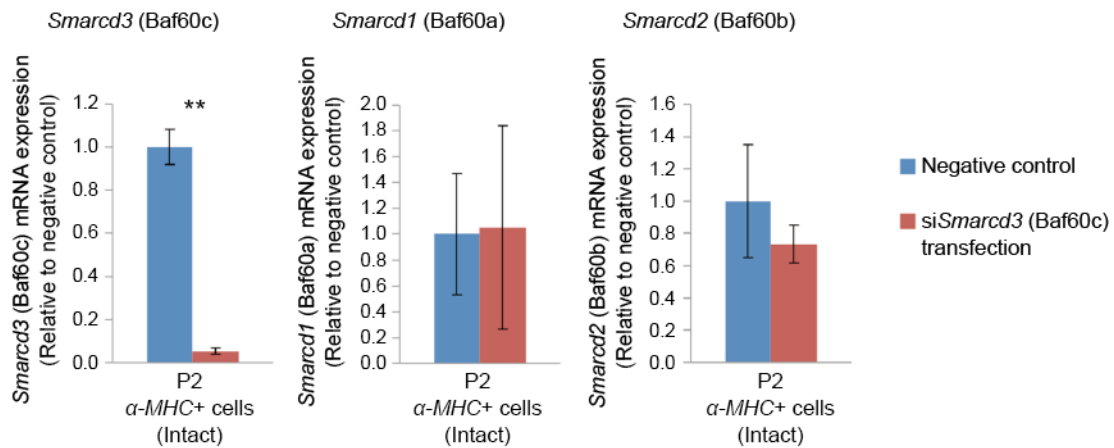 Smarcd3 (Baf60c)
Smarcd3 (Baf60c) mRNA expression
(Relative to negative control)
1.2
1.0
0.8
0.6
0.4
0.2
0.0
**
P2
α-MHC+ cells
(Intact)
Smarcd1 (Baf60a)
Smarcd1 (Baf60a) mRNA expression
(Relative to negative control)
2.0
1.8
1.6
1.4
1.2
1.0
0.8
0.6
0.4
0.2
0.0
P2
α-MHC+ cells
(Intact)
Smarcd2 (Baf60b)
Smarcd2 (Baf60b) mRNA expression
(Relative to negative control)
1.6
1.4
1.2
1.0
0.8
0.6
0.4
0.2
0.0
P2
α-MHC+ cells
(Intact)
Negative control
siSmarcd3 (Baf60c)
transfection